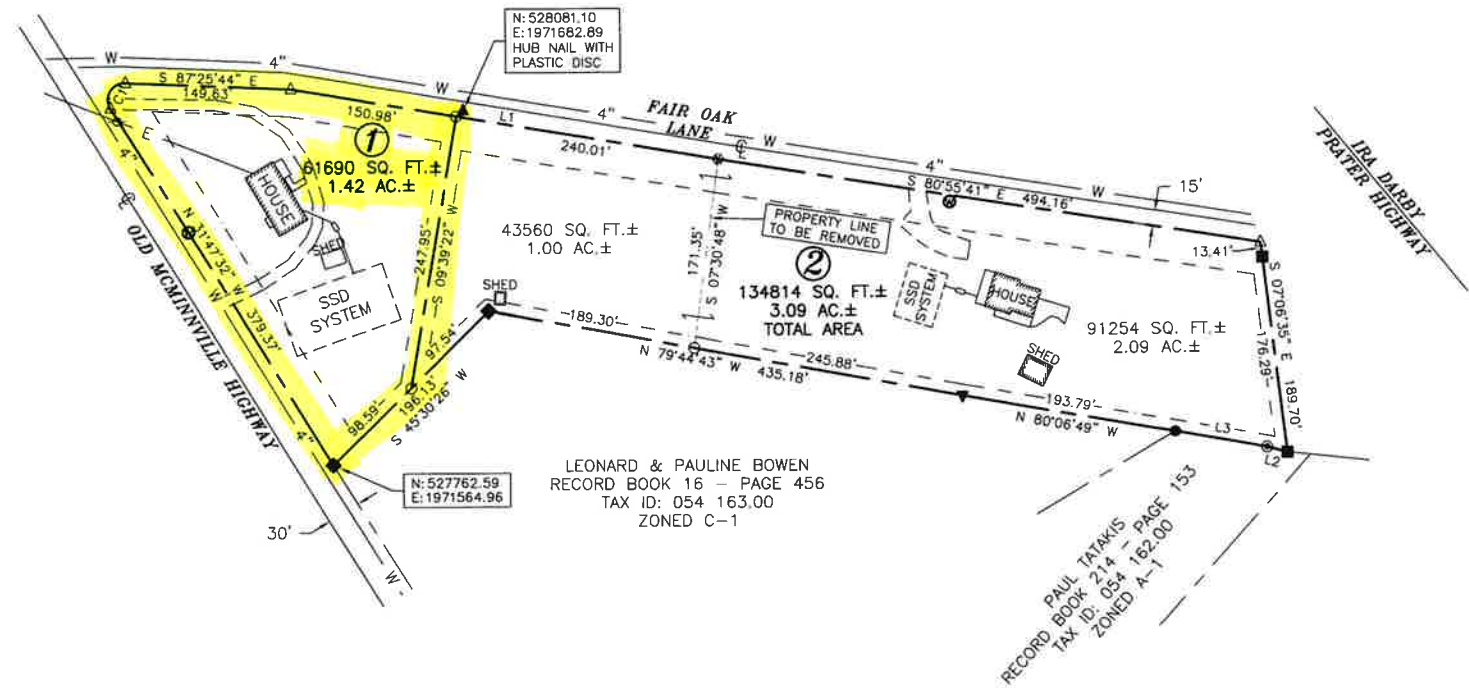 N: 528081.10
E: 1971682.89
HUB NAIL WITH
PLASTIC DISC
W
4"
W
S 87°25'44" E
149.63'
C1
150.98'
W
4"
L1
FAIR OAK
LANE
W
240.01'
4"
W
S 80°55'41" E 494.16'
15'
IRA DARBY
PRATER HIGHWAY
1
61690 SQ. FT.±
1.42 AC.±
E
4"
HOUSE
SHED
SSD
SYSTEM
N 31°47'32" W
379.37'
W
4"
W
OLD MCMINNVILLE HIGHWAY
30'
247.95'
S 09°39'22" W
43560 SQ. FT.±
1.00 AC.±
SHED
97.54'
98.59'
196.13'
S 45°30'26" W
N: 527762.59
E: 1971564.96
171.35'
S 07°30'48" W
PROPERTY LINE
TO BE REMOVED
2
134814 SQ. FT.±
3.09 AC.±
TOTAL AREA
SSD
SYSTEM
HOUSE
SHED
91254 SQ. FT.±
2.09 AC.±
13.41'
S 07°06'35" E 189.70'
176.29'
189.30'
N 79°44'43" W 435.18'
245.88'
193.79'
N 80°06'49" W
L3
L2
LEONARD & PAULINE BOWEN
RECORD BOOK 16 - PAGE 456
TAX ID: 054 163.00
ZONED C-1
PAUL TATAKIS
RECORD BOOK 214 - PAGE 153
TAX ID: 054 162.00
ZONED A-1